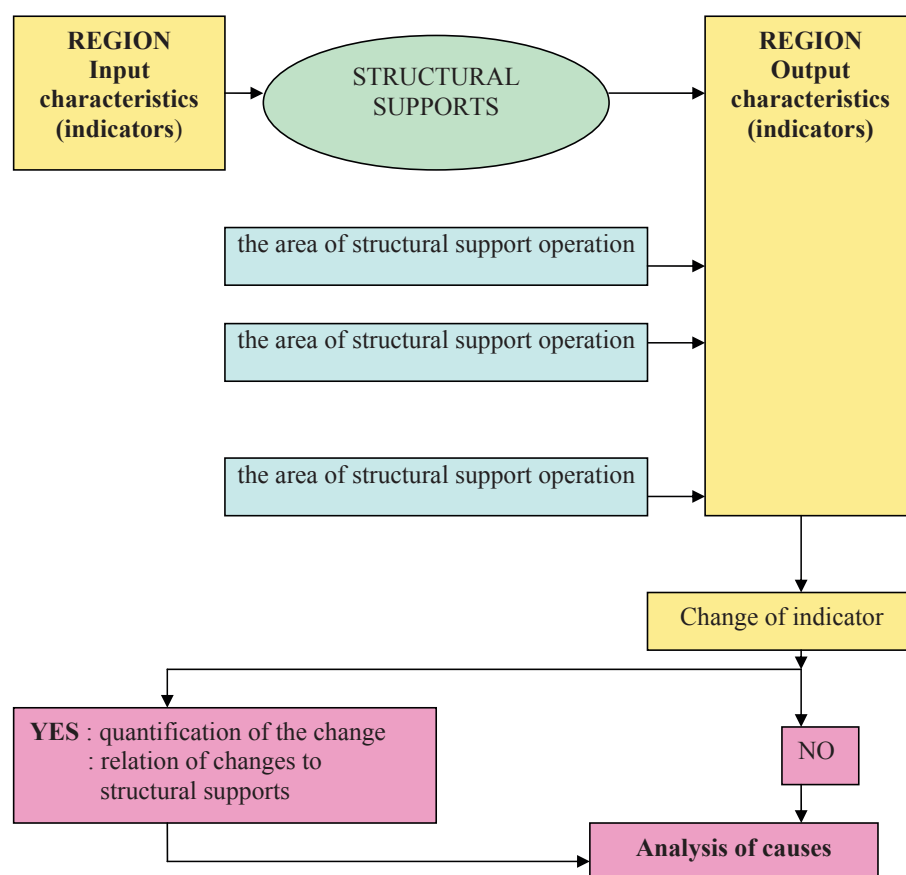 REGION
Input
characteristics
(indicators)
STRUCTURAL
SUPPORTS
REGION
Output
characteristics
(indicators)
the area of structural support operation
the area of structural support operation
the area of structural support operation
Change of indicator
YES : quantification of the change
: relation of changes to
structural supports
NO
Analysis of causes